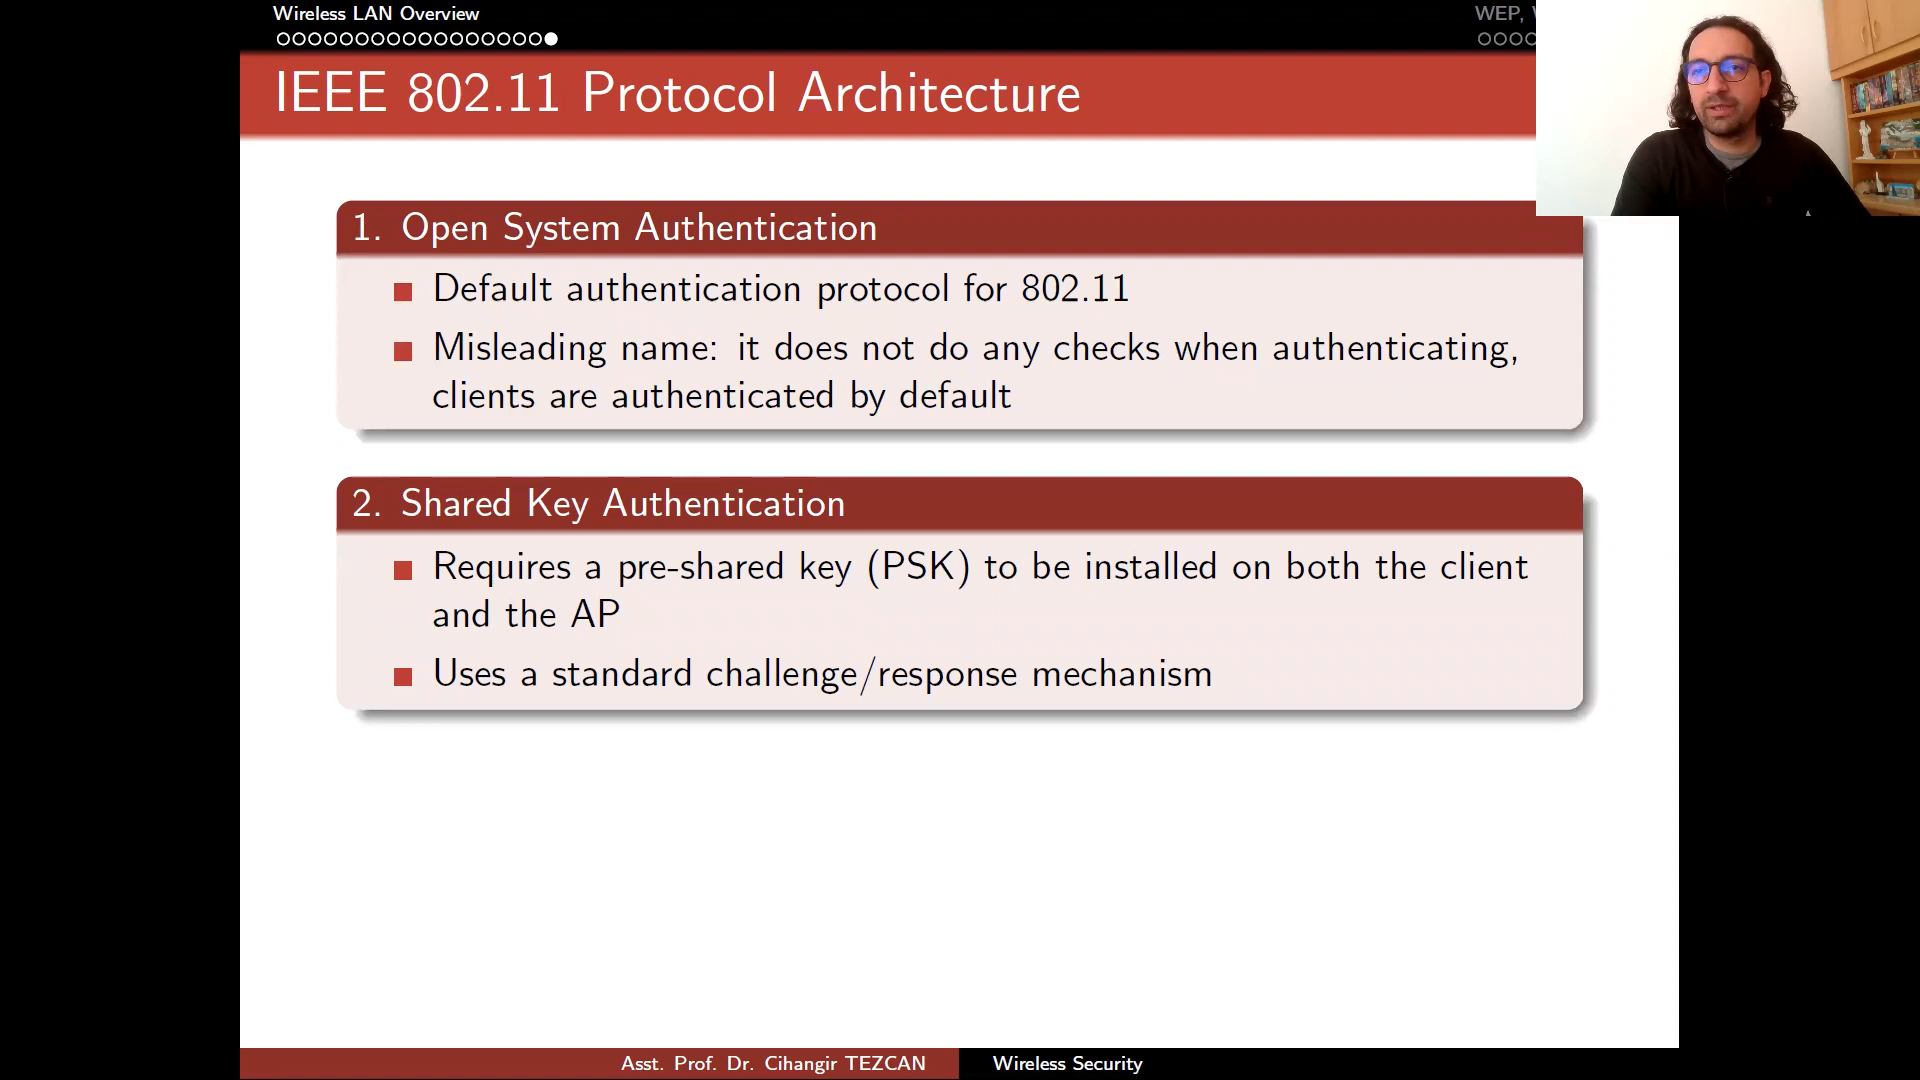 Wireless LAN Overview
WEP,
IEEE 802.11 Protocol Architecture
1. Open System Authentication
Default authentication protocol for 802.11
Misleading name: it does not do any checks when authenticating,
clients are authenticated by default
2. Shared Key Authentication
Requires a pre-shared key (PSK) to be installed on both the client
and the AP
Uses a standard challenge/response mechanism
Asst. Prof. Dr. Cihangir TEZCAN
Wireless Security